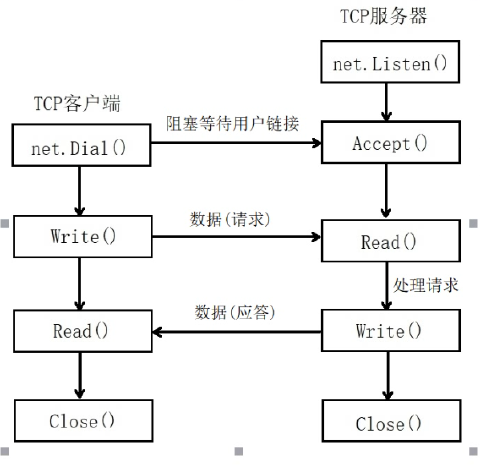 TCP服务器
net.Listen()
TCP客户端
net.Dial()
阻塞等待用户链接
Accept()
Write()
数据(请求)
Read()
处理请求
Read()
数据(应答)
Write()
Close()
Close()